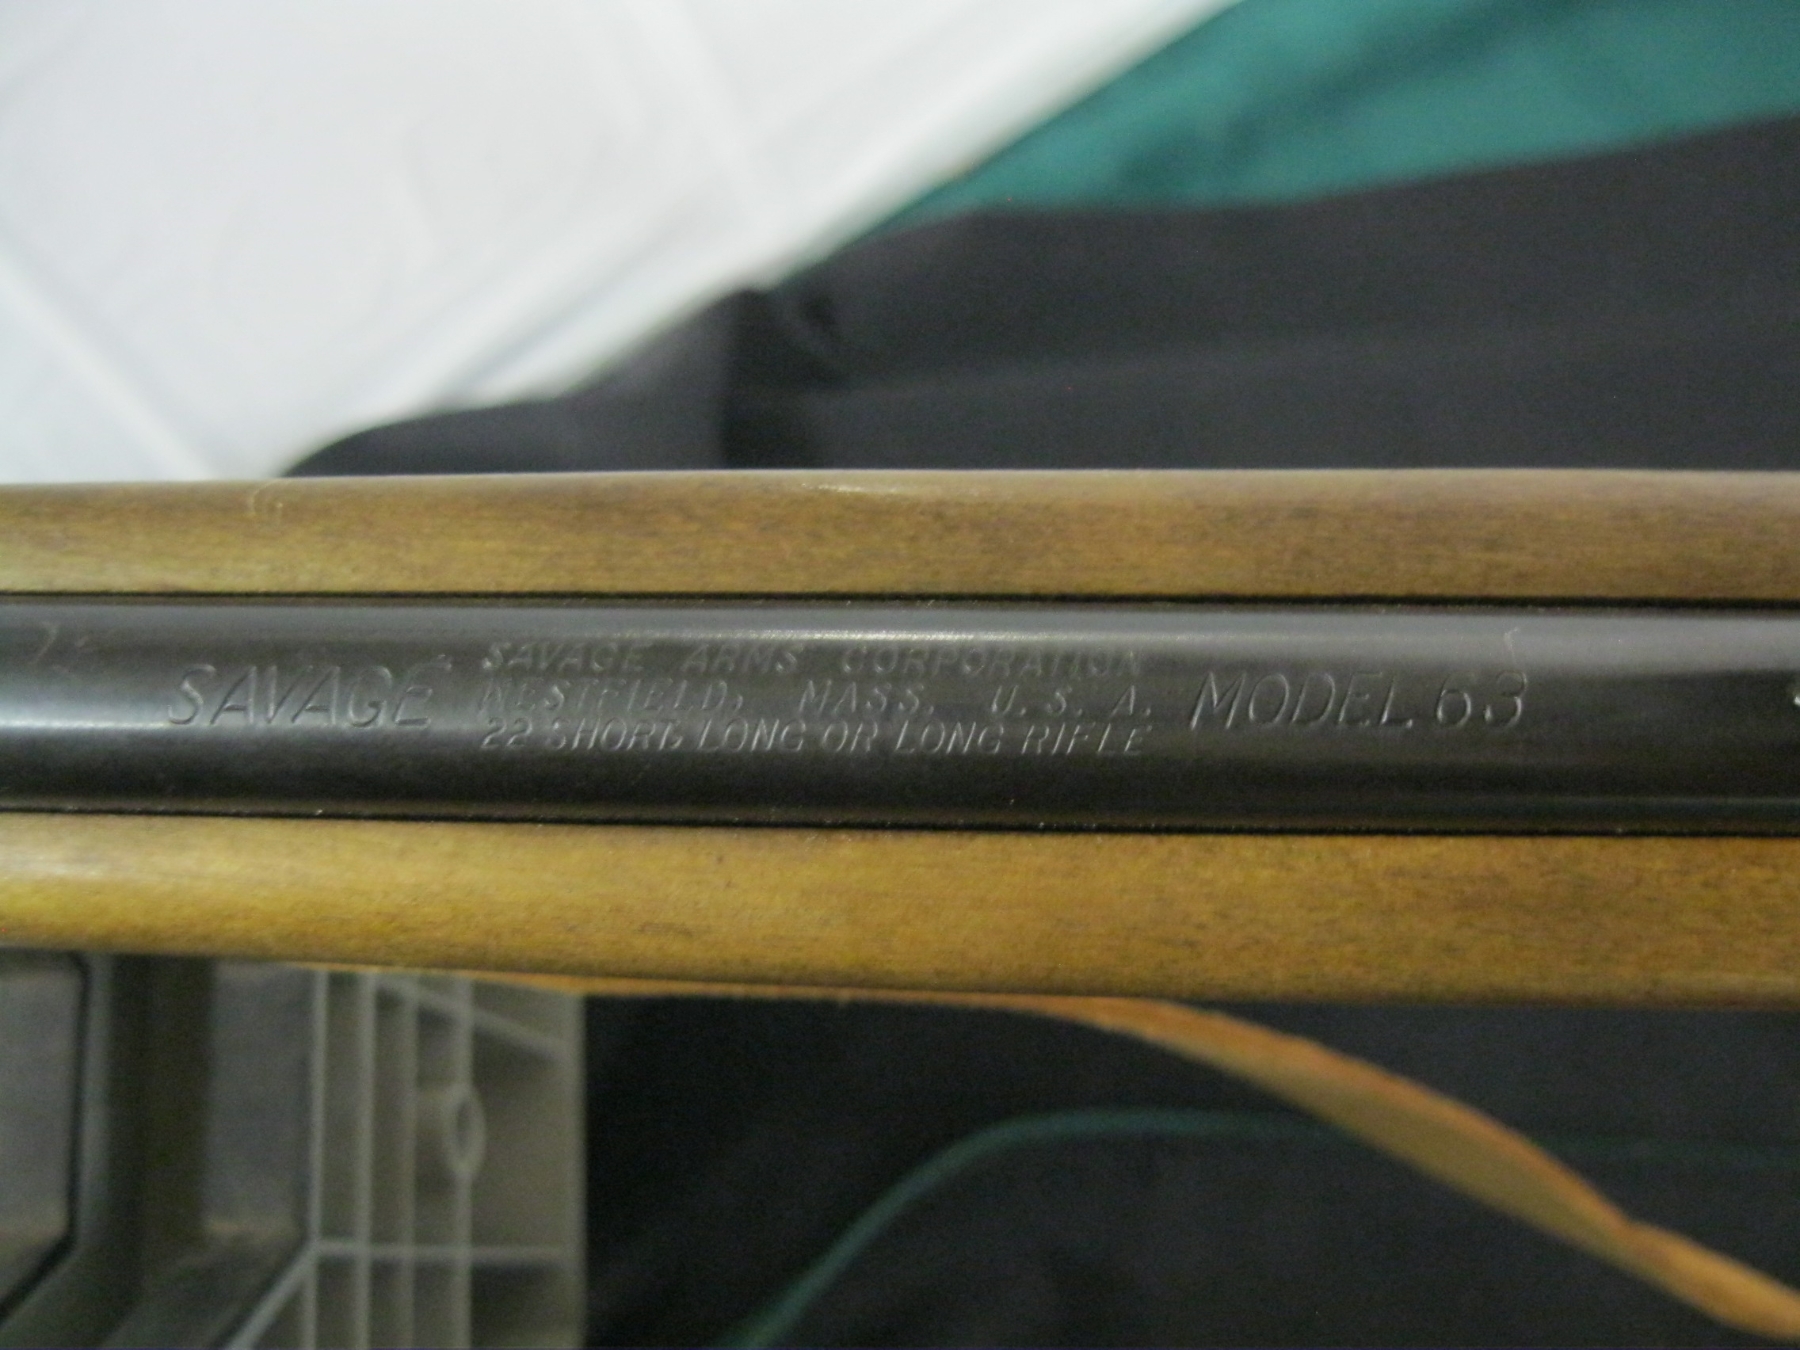 SAVAGE
SAVAGE ARMS CORPORATION
WESTFIELD, MASS. U. S. A.
22 SHORT, LONG OR LONG RIFLE
MODEL 63